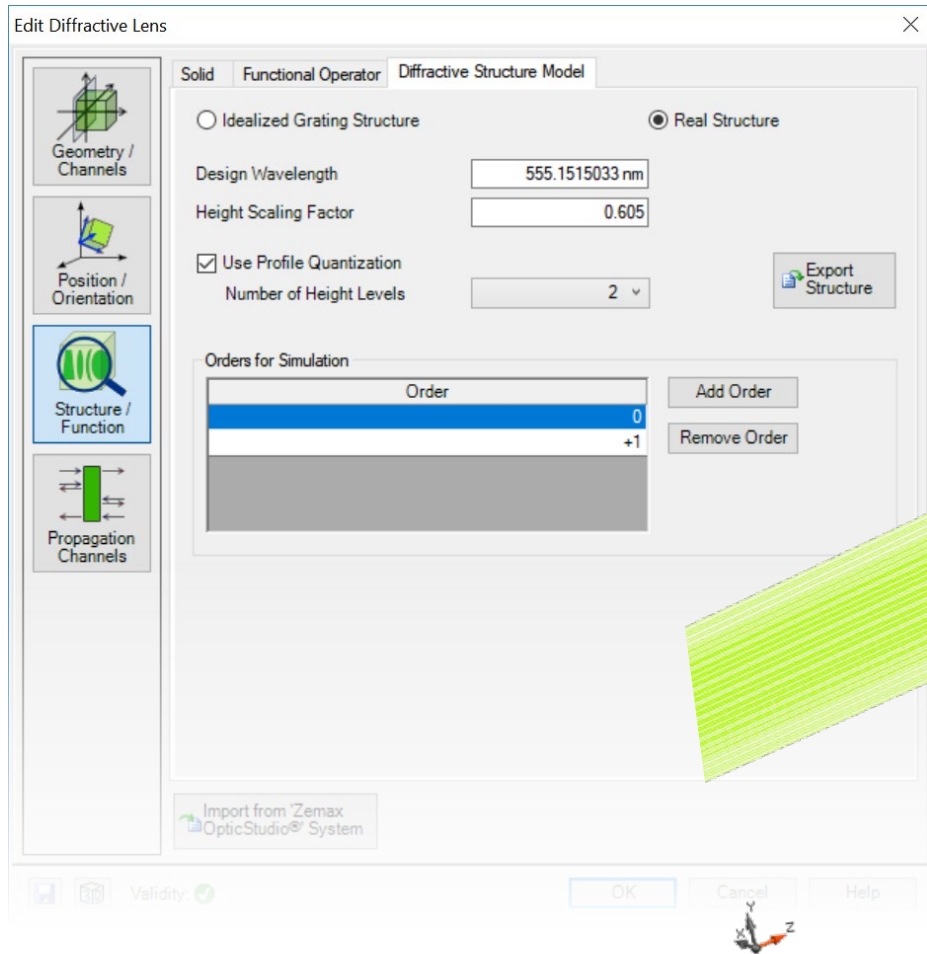 Edit Diffractive Lens
Geometry /
Channels
Position /
Orientation
Structure /
Function
Propagation
Channels
Solid
Functional Operator
Diffractive Structure Model
Idealized Grating Structure
Real Structure
Design Wavelength
555.1515033 nm
Height Scaling Factor
0.605
Use Profile Quantization
Number of Height Levels
2
Export
Structure
Orders for Simulation
Order
0
+1
Add Order
Remove Order
Import from 'Zemax
OpticStudio®' System
3D
Validity:
OK
Cancel
Help
Y
X
Z